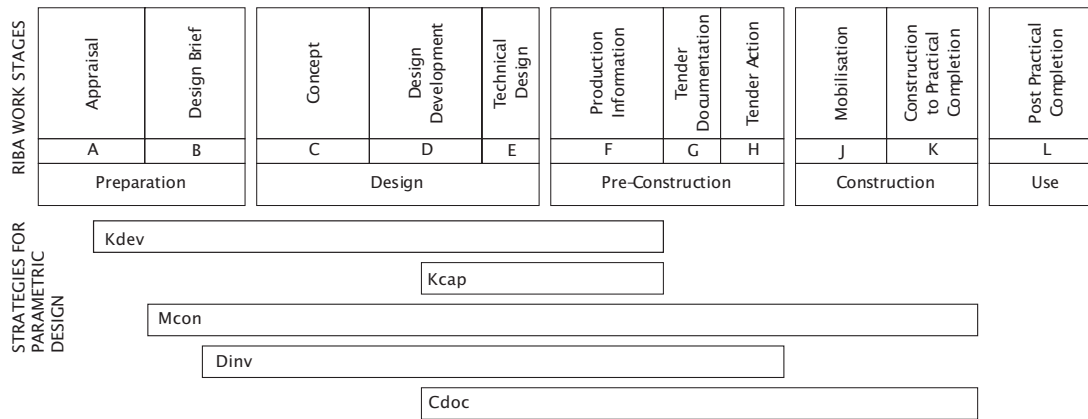 RIBA WORK STAGES
Appraisal
Design Brief
Concept
Design
Development
Technical
Design
Production
Information
Tender
Documentation
Tender Action
Mobilisation
Construction
to Practical
Completion
Post Practical
Completion
A B C D E F G H J K L
Preparation Design Pre-Construction Construction Use
STRATEGIES FOR
PARAMETRIC
DESIGN
Kdev
Kcap
Mcon
Dinv
Cdoc